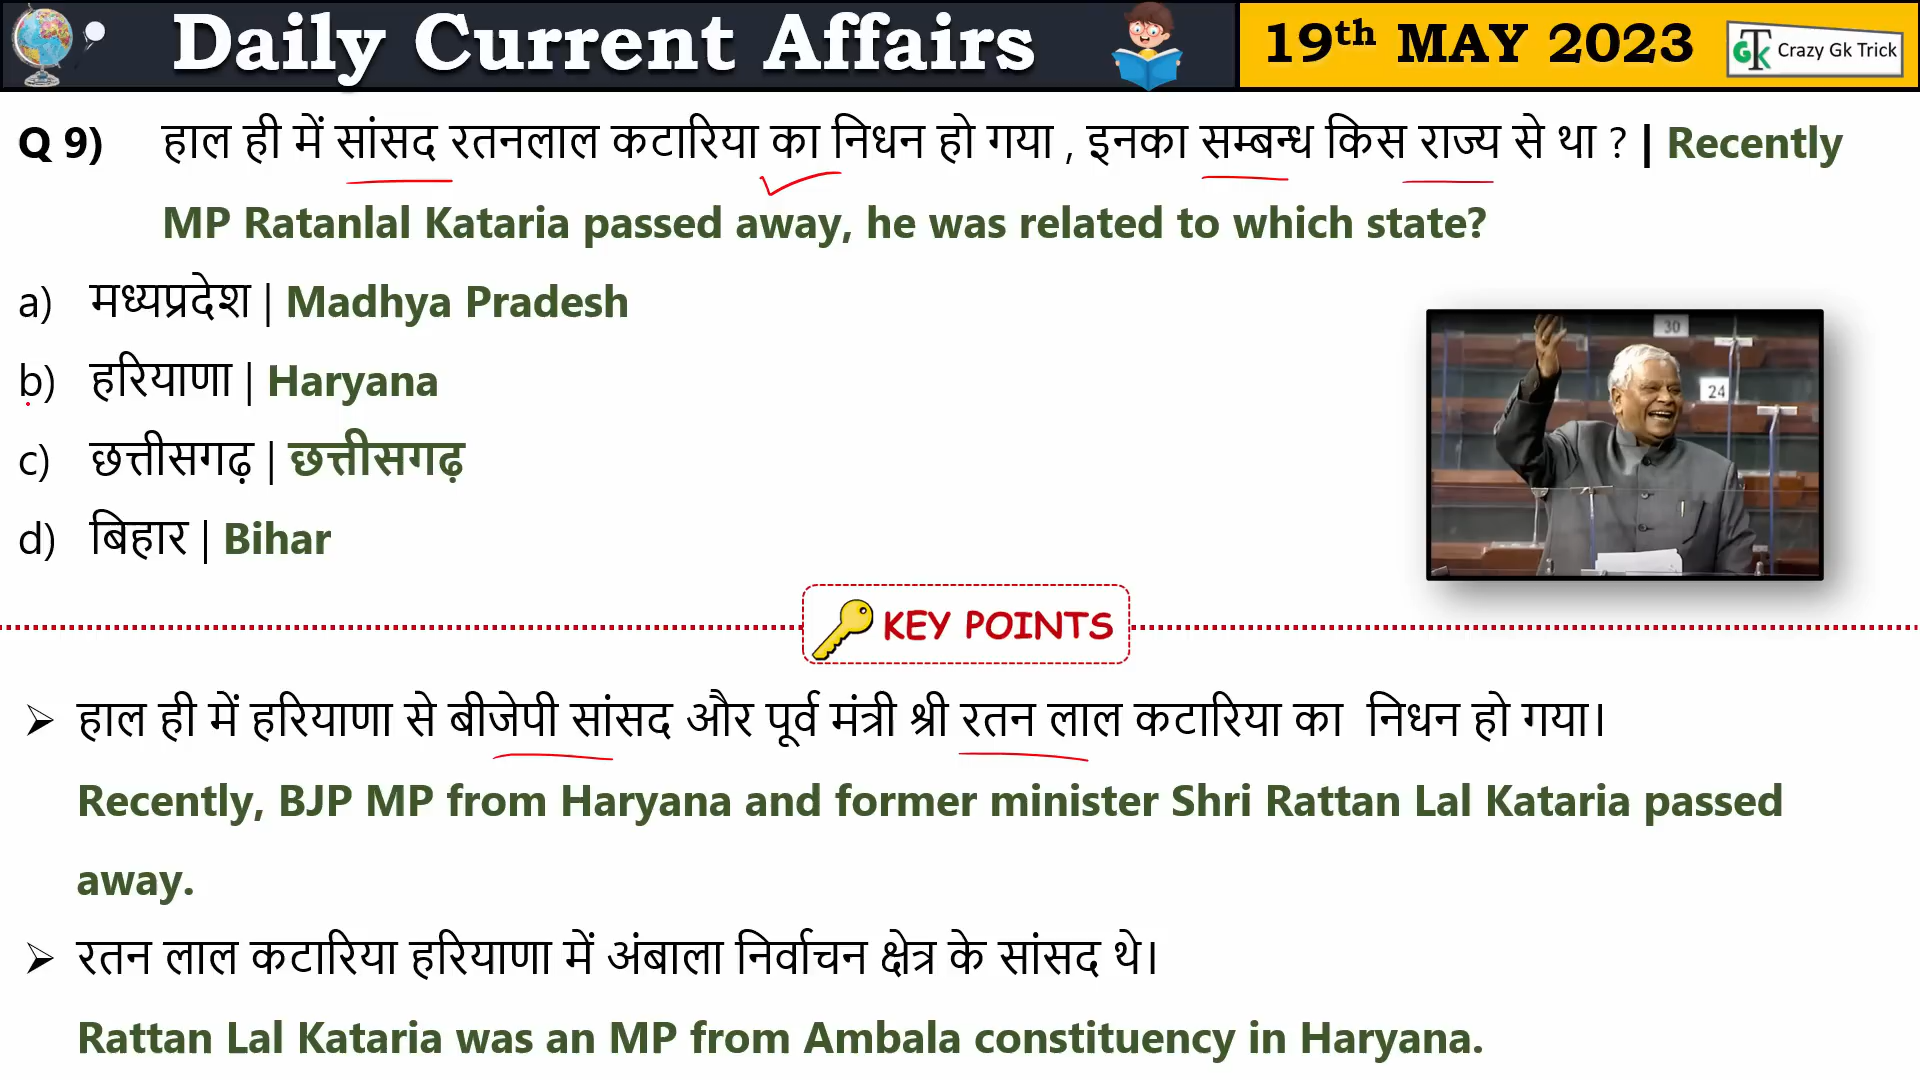 Daily Current Affairs
19th MAY 2023
GTK Crazy Gk Trick
Q 9) हाल ही में सांसद रतनलाल कटारिया का निधन हो गया , इनका सम्बन्ध किस राज्य से था ? | Recently
MP Ratanlal Kataria passed away, he was related to which state?
a) मध्यप्रदेश | Madhya Pradesh
b) हरियाणा | Haryana
c) छत्तीसगढ़ | छत्तीसगढ़
d) बिहार | Bihar
30
24
KEY POINTS
➢ हाल ही में हरियाणा से बीजेपी सांसद और पूर्व मंत्री श्री रतन लाल कटारिया का निधन हो गया।
Recently, BJP MP from Haryana and former minister Shri Rattan Lal Kataria passed
away.
➢ रतन लाल कटारिया हरियाणा में अंबाला निर्वाचन क्षेत्र के सांसद थे।
Rattan Lal Kataria was an MP from Ambala constituency in Haryana.